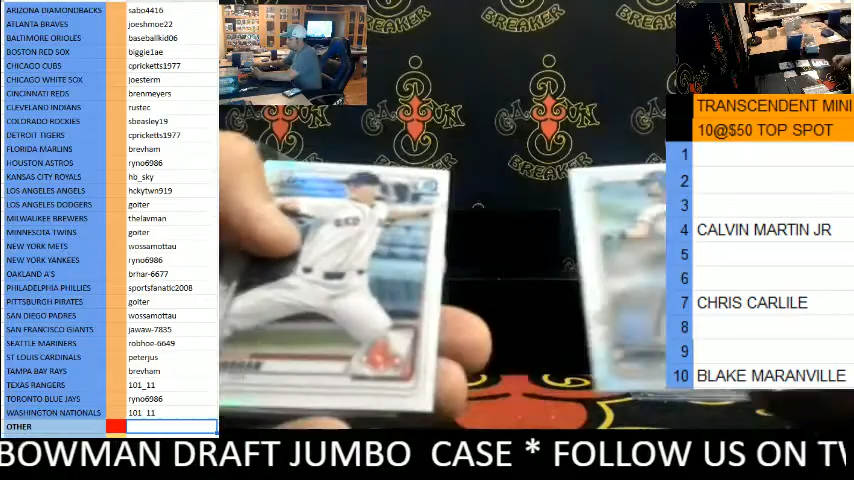 ARIZONA DIAMONDBACKS sabo4416
ATLANTA BRAVES joeshmoe22
BALTIMORE ORIOLES baseballkid06
BOSTON RED SOX biggie1ae
CHICAGO CUBS cpricketts1977
CHICAGO WHITE SOX joesterm
CINCINNATI REDS brenmeyers
CLEVELAND INDIANS rustec
COLORADO ROCKIES sbeasley19
DETROIT TIGERS cpricketts1977
FLORIDA MARLINS brevham
HOUSTON ASTROS ryno6986
KANSAS CITY ROYALS hb_sky
LOS ANGELES ANGELS hckytwn919
LOS ANGELES DODGERS golter
MILWAUKEE BREWERS thelavman
MINNESOTA TWINS golter
NEW YORK METS wossamottau
NEW YORK YANKEES ryno6986
OAKLAND A'S brhar-6677
PHILADELPHIA PHILLIES sportsfanatic2008
PITTSBURGH PIRATES golter
SAN DIEGO PADRES wossamottau
SAN FRANCISCO GIANTS jawaw-7835
SEATTLE MARINERS robhoe-6649
ST LOUIS CARDINALS peterjus
TAMPA BAY RAYS brevham
TEXAS RANGERS 101_11
TORONTO BLUE JAYS ryno6986
WASHINGTON NATIONALS 101_11
OTHER
BREAKER
BREAKER
BREAKER
RED
TRANSCENDENT MINI
10@$50 TOP SPOT
1
2
3
4 CALVIN MARTIN JR
5
6
7 CHRIS CARLILE
8
9
10 BLAKE MARANVILLE
BOWMAN DRAFT JUMBO CASE * FOLLOW US ON TV